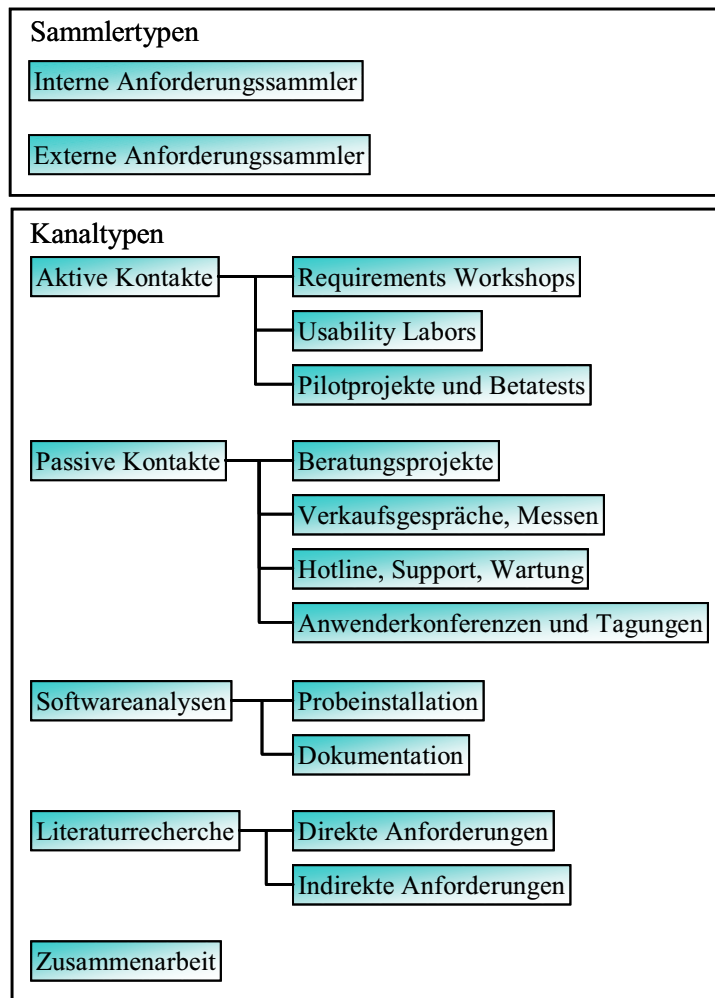 Sammlertypen
Interne Anforderungssammler
Externe Anforderungssammler
Kanaltypen
Aktive Kontakte
Requirements Workshops
Usability Labors
Pilotprojekte und Betatests
Passive Kontakte
Beratungsprojekte
Verkaufsgespräche, Messen
Hotline, Support, Wartung
Anwenderkonferenzen und Tagungen
Softwareanalysen
Probeinstallation
Dokumentation
Literaturrecherche
Direkte Anforderungen
Indirekte Anforderungen
Zusammenarbeit